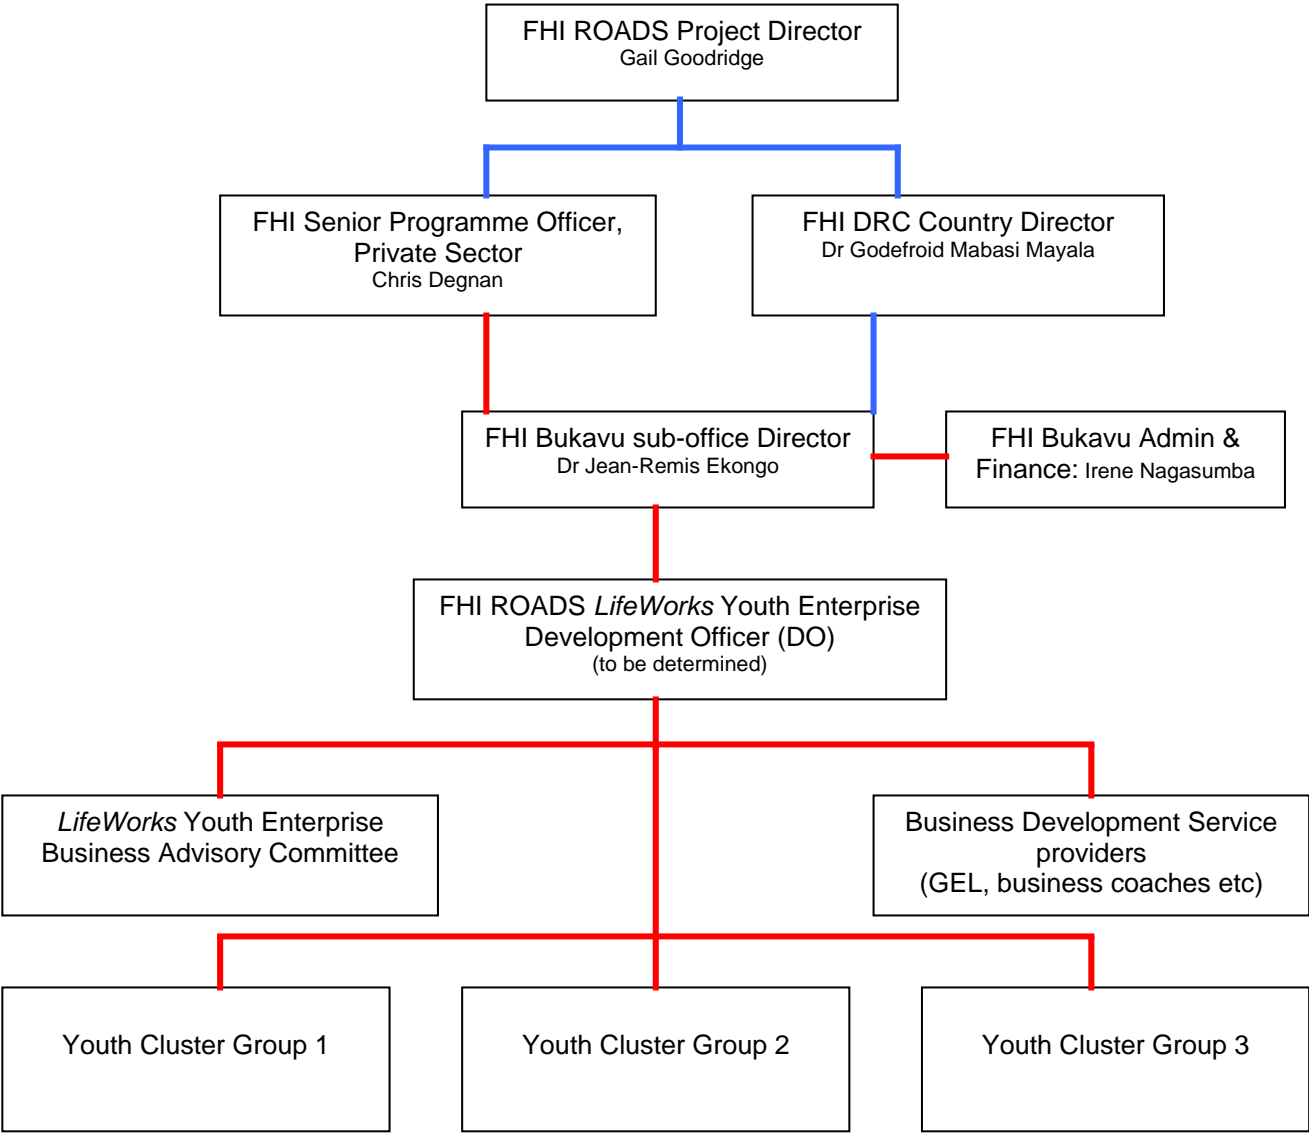 FHI ROADS Project Director
Gail Goodridge
FHI Senior Programme Officer,
Private Sector
Chris Degnan
FHI DRC Country Director
Dr Godefroid Mabasi Mayala
FHI Bukavu sub-office Director
Dr Jean-Remis Ekongo
FHI Bukavu Admin &
Finance: Irene Nagasumba
FHI ROADS LifeWorks Youth Enterprise
Development Officer (DO)
(to be determined)
LifeWorks Youth Enterprise
Business Advisory Committee
Business Development Service
providers
(GEL, business coaches etc)
Youth Cluster Group 1
Youth Cluster Group 2
Youth Cluster Group 3